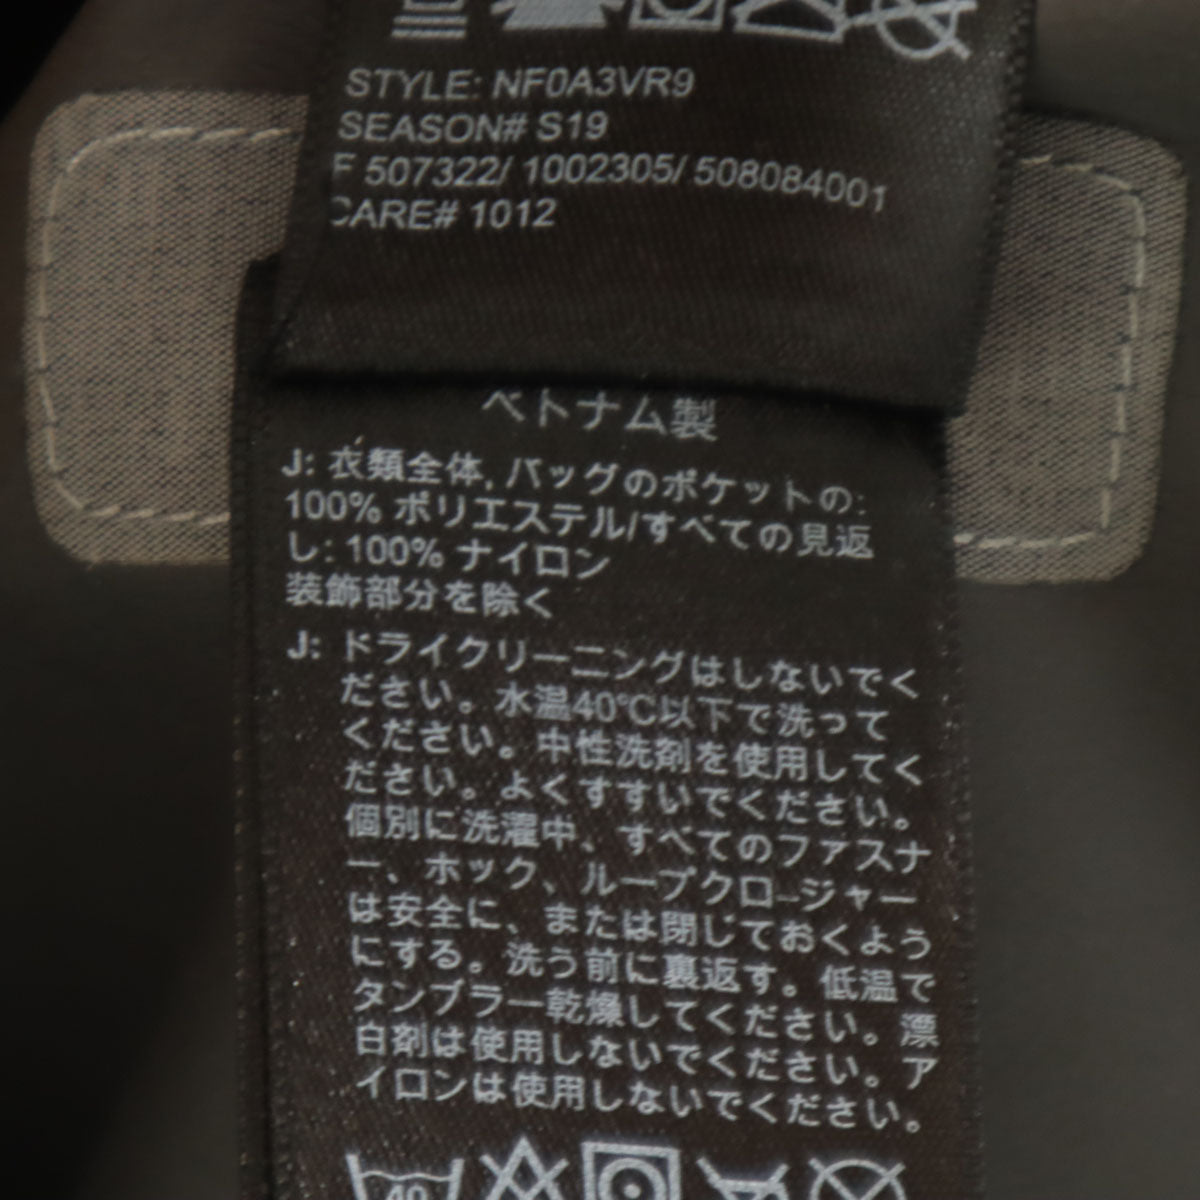 STYLE: NF0A3VR9
SEASON# S19
F 507322/ 1002305/ 508084001
CARE# 1012
ベトナム製
J: 衣類全体, バッグのポケットの:
100% ポリエステル/すべての見返
し: 100% ナイロン
装飾部分を除く
J: ドライクリーニングはしないでく
ださい。水温40℃以下で洗って
ください。中性洗剤を使用してく
ださい。よくすすいでください。
個別に洗濯中、すべてのファスナ
ー、ホック、ループクロージャー
は安全に、または閉じておくよう
にする。洗う前に裏返す。低温で
タンブラー乾燥してください。漂
白剤は使用しないでください。ア
イロンは使用しないでください。
40